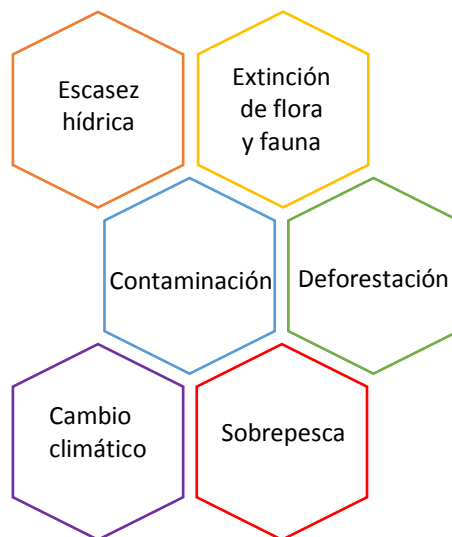 Escasez
hídrica
Extinción
de flora
y fauna
Contaminación
Deforestación
Cambio
climático
Sobrepesca